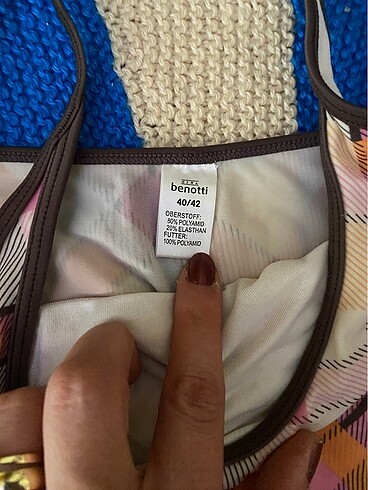 benotti
40/42
OBERSTOFF:
80% POLYAMID
20% ELASTHAN
FUTTER:
100% POLYAMID